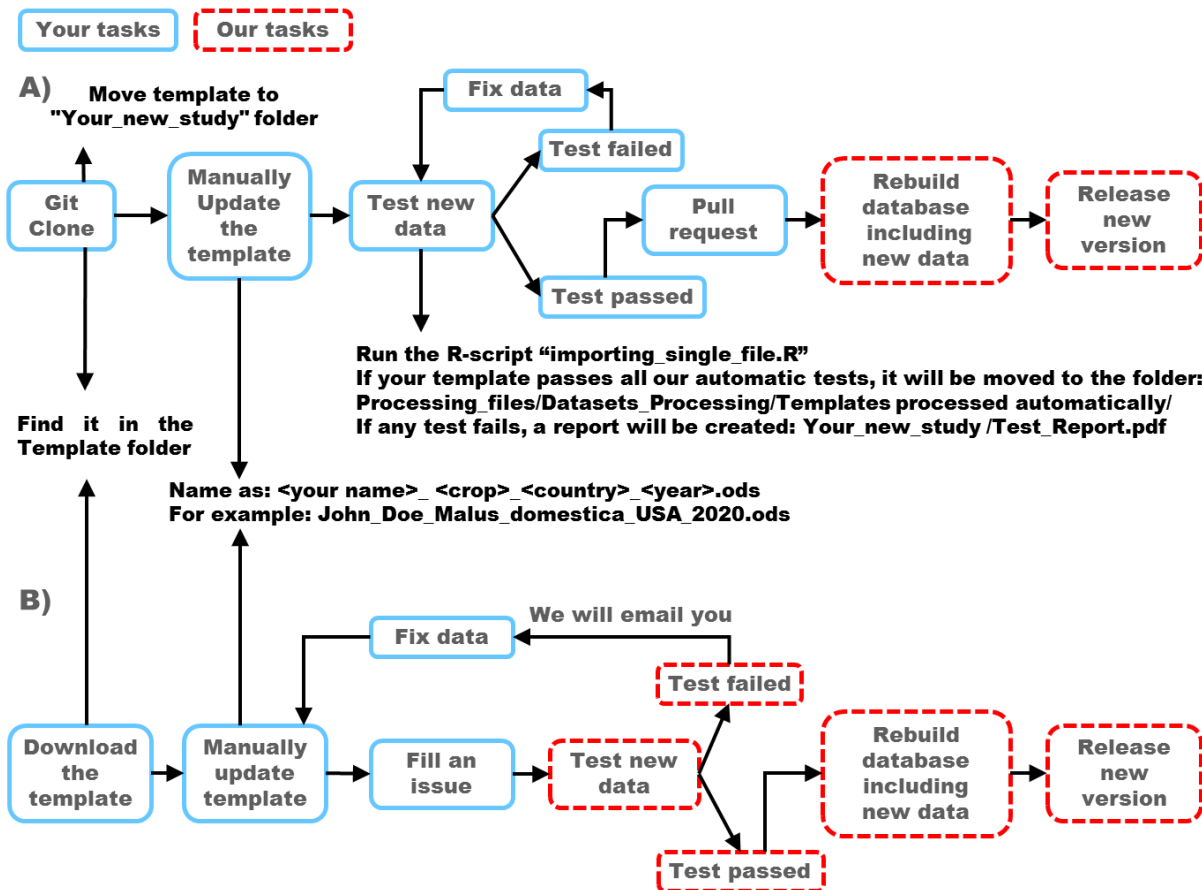 Your tasks
Our tasks
A)
Move template to
"Your_new_study" folder
Fix data
Test failed
Git
Clone
Manually
Update
the
template
Test new
data
Pull
request
Test passed
Rebuild
database
including
new data
Release
new
version
Run the R-script “importing_single_file.R”
If your template passes all our automatic tests, it will be moved to the folder:
Processing_files/Datasets_Processing/Templates processed automatically/
If any test fails, a report will be created: Your_new_study /Test_Report.pdf
Find it in the
Template folder
Name as: <your name>_ <crop>_<country>_<year>.ods
For example: John_Doe_Malus_domestica_USA_2020.ods
B)
We will email you
Fix data
Test failed
Download
the
template
Manually
update
template
Fill an
issue
Test new
data
Test passed
Rebuild
database
including
new data
Release
new
version